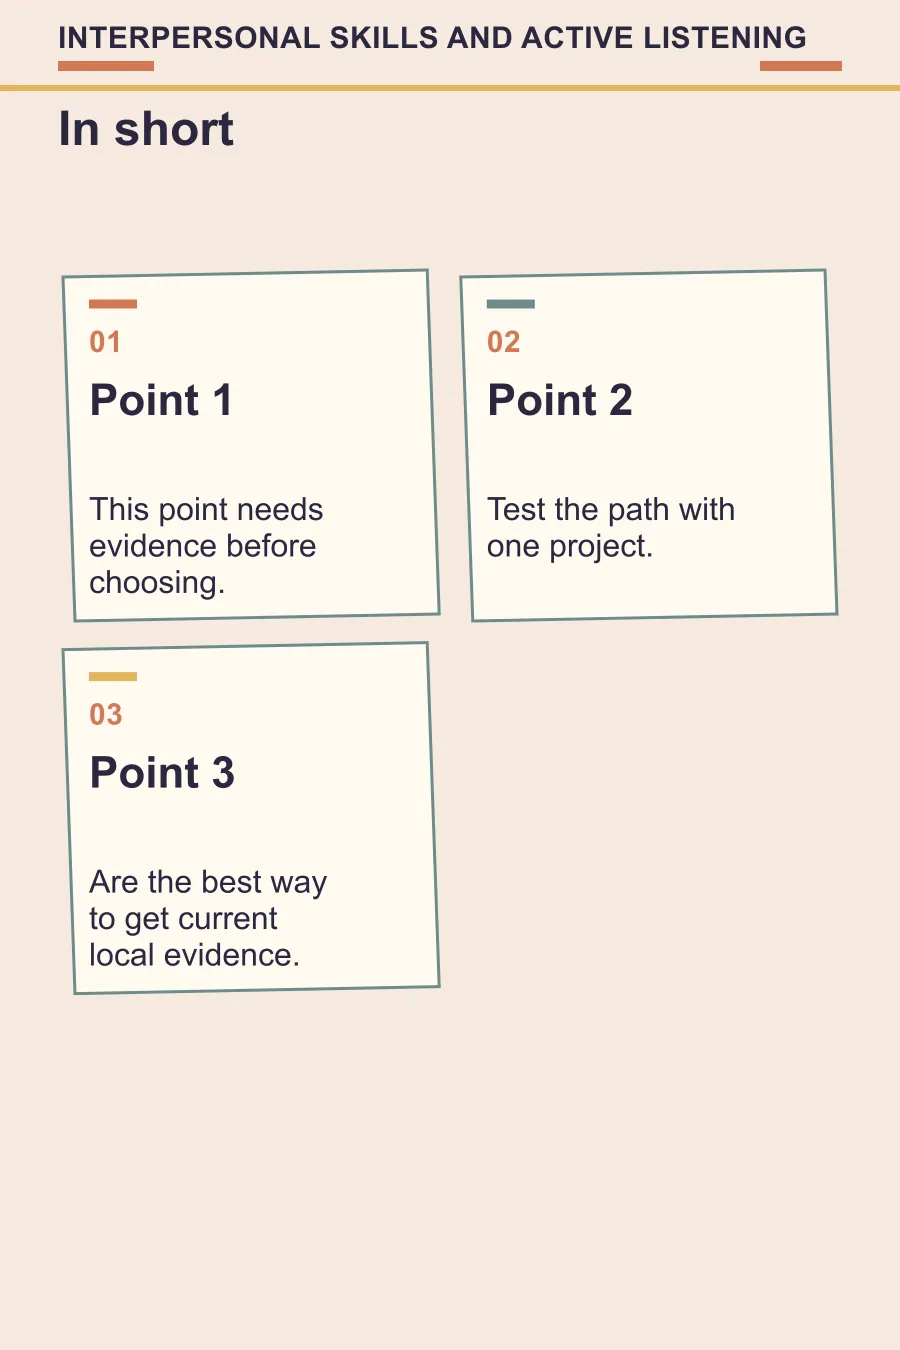 INTERPERSONAL SKILLS AND ACTIVE LISTENING
In short
01
Point 1
This point needs
evidence before
choosing.
02
Point 2
Test the path with
one project.
03
Point 3
Are the best way
to get current
local evidence.